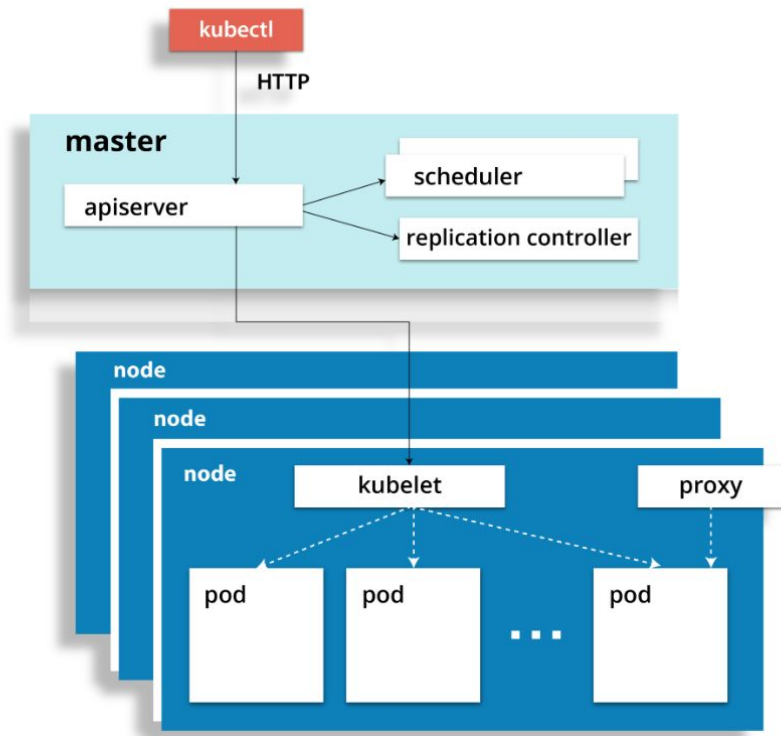 kubectl
HTTP
master
apiserver
scheduler
replication controller
node
node
node
kubelet
proxy
pod
pod
...
pod